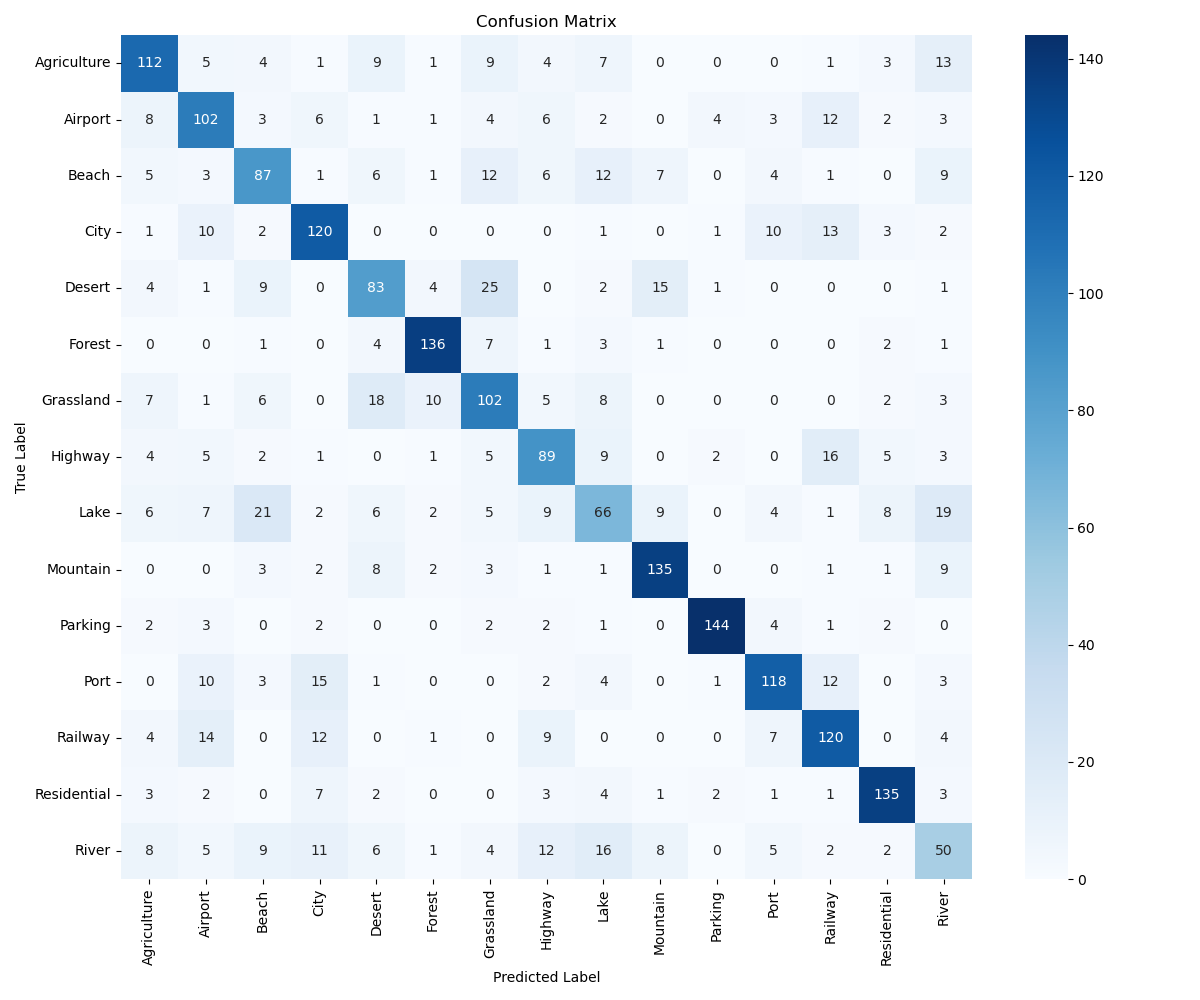 Confusion Matrix
Agriculture 112 5 4 1 9 1 9 4 7 0 0 0 1 3 13
Airport 8 102 3 6 1 1 4 6 2 0 4 3 12 2 3
Beach 5 3 87 1 6 1 12 6 12 7 0 4 1 0 9
City 1 10 2 120 0 0 0 0 1 0 1 10 13 3 2
Desert 4 1 9 0 83 4 25 0 2 15 1 0 0 0 1
Forest 0 0 1 0 4 136 7 1 3 1 0 0 0 2 1
Grassland 7 1 6 0 18 10 102 5 8 0 0 0 0 2 3
Highway 4 5 2 1 0 1 5 89 9 0 2 0 16 5 3
Lake 6 7 21 2 6 2 5 9 66 9 0 4 1 8 19
Mountain 0 0 3 2 8 2 3 1 1 135 0 0 1 1 9
Parking 2 3 0 2 0 0 2 2 1 0 144 4 1 2 0
Port 0 10 3 15 1 0 0 2 4 0 1 118 12 0 3
Railway 4 14 0 12 0 1 0 9 0 0 0 7 120 0 4
Residential 3 2 0 7 2 0 0 3 4 1 2 1 1 135 3
River 8 5 9 11 6 1 4 12 16 8 0 5 2 2 50
True Label
Agriculture Airport Beach City Desert Forest Grassland Highway Lake Mountain Parking Port Railway Residential River
Predicted Label
140
120
100
80
60
40
20
0